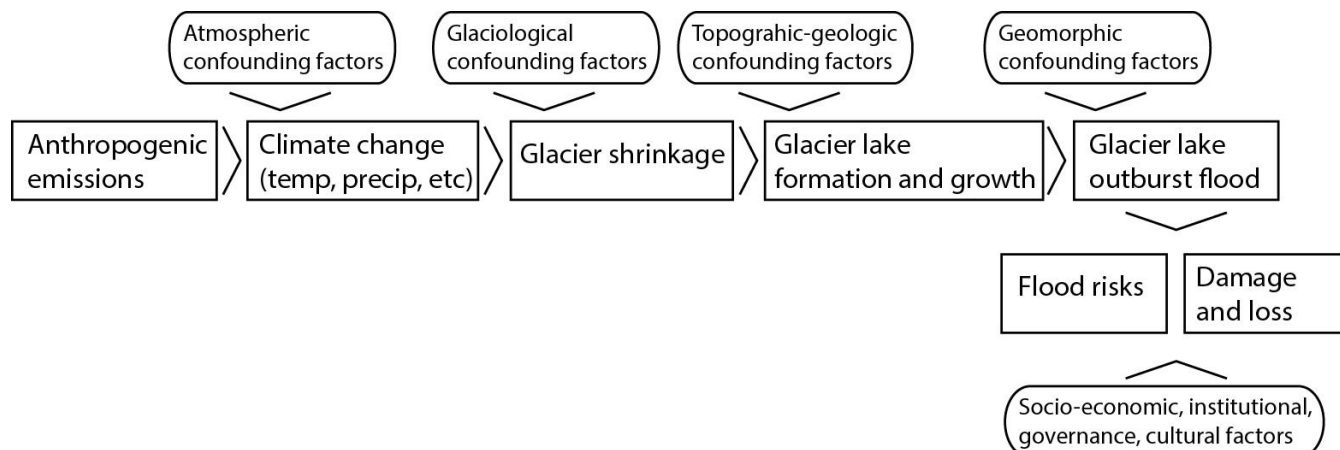 Atmospheric
confounding factors
Glaciological
confounding factors
Topograhic-geologic
confounding factors
Geomorphic
confounding factors
Anthropogenic
emissions
Climate change
(temp, precip, etc)
Glacier shrinkage
Glacier lake
formation and growth
Glacier lake
outburst flood
Flood risks
Damage
and loss
Socio-economic, institutional,
governance, cultural factors